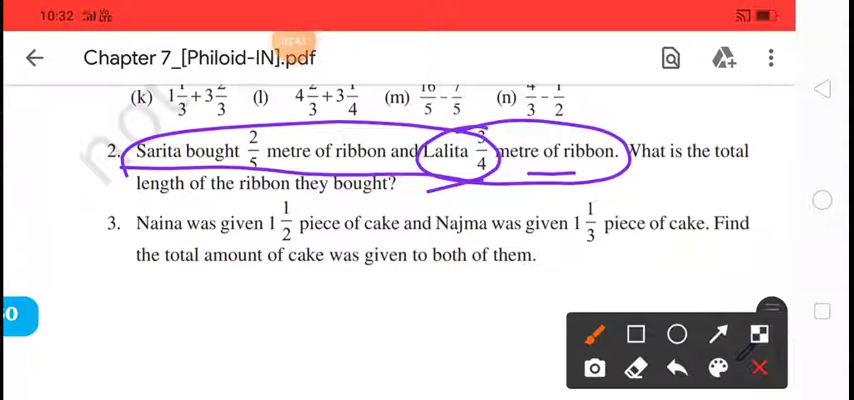 10:32
02:43
Chapter 7_[Philoid-IN].pdf
(k) 1 1/3 + 3 2/3 (l) 4 2/3 + 3 1/4 (m) 16/5 - 7/5 (n) 4/3 - 1/2
2. Sarita bought 2/5 metre of ribbon and Lalita 3/4 metre of ribbon. What is the total
length of the ribbon they bought?
3. Naina was given 1 1/2 piece of cake and Najma was given 1 1/3 piece of cake. Find
the total amount of cake was given to both of them.